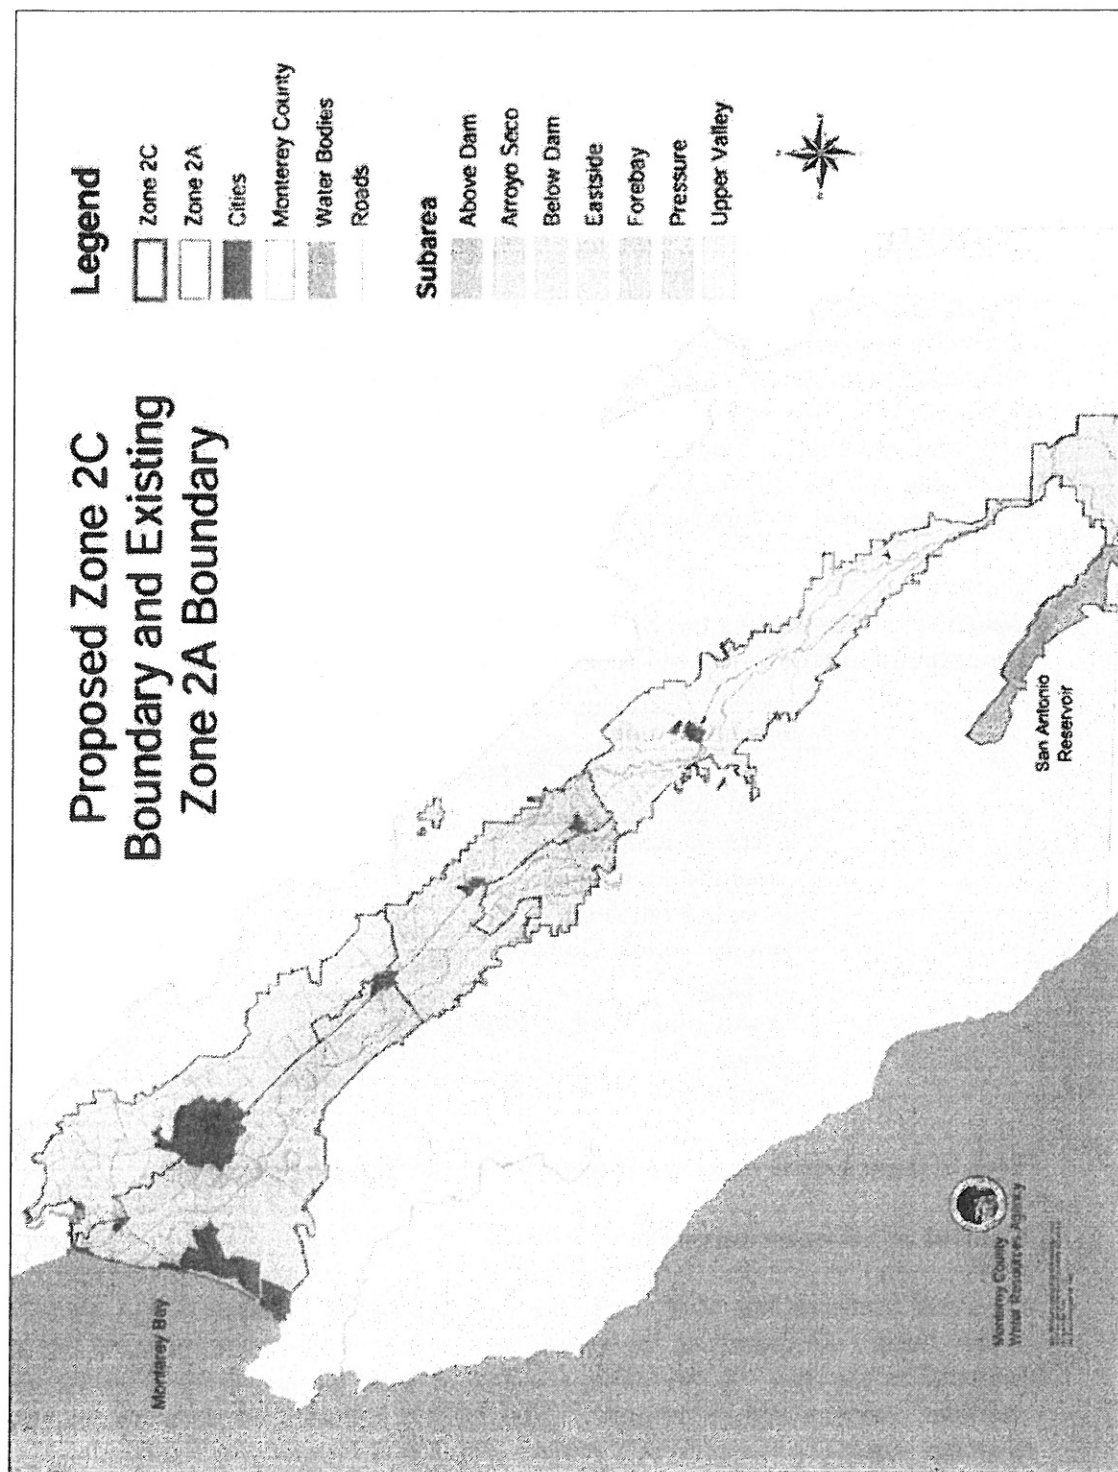 Proposed Zone 2C
Boundary and Existing
Zone 2A Boundary
Legend
Zone 2C
Zone 2A
Cities
Monterey County
Water Bodies
Roads
Subarea
Above Dam
Arroyo Seco
Below Dam
Eastside
Forebay
Pressure
Upper Valley
Monterey Bay
San Antonio
Reservoir
Monterey County
Water Resources Agency